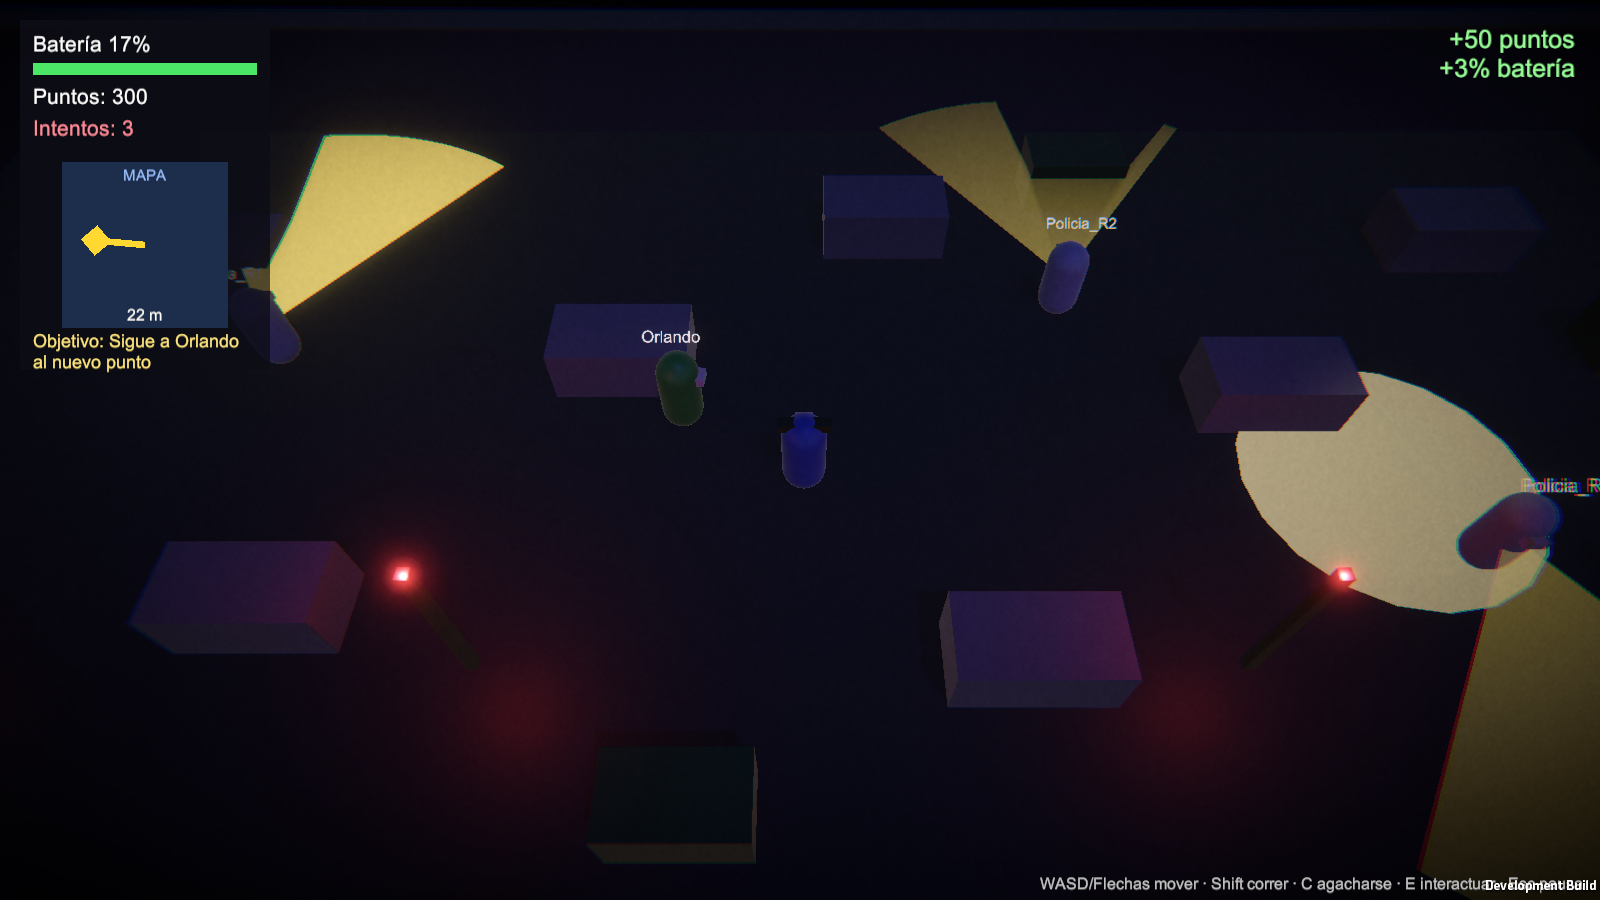 Batería 17%
+50 puntos
+3% batería
Puntos: 300
Intentos: 3
MAPA
22 m
Objetivo: Sigue a Orlando
al nuevo punto
Policia_R2
Orlando
Policia_R
WASD/Flechas mover · Shift correr · C agacharse · E interactuar
Development Build